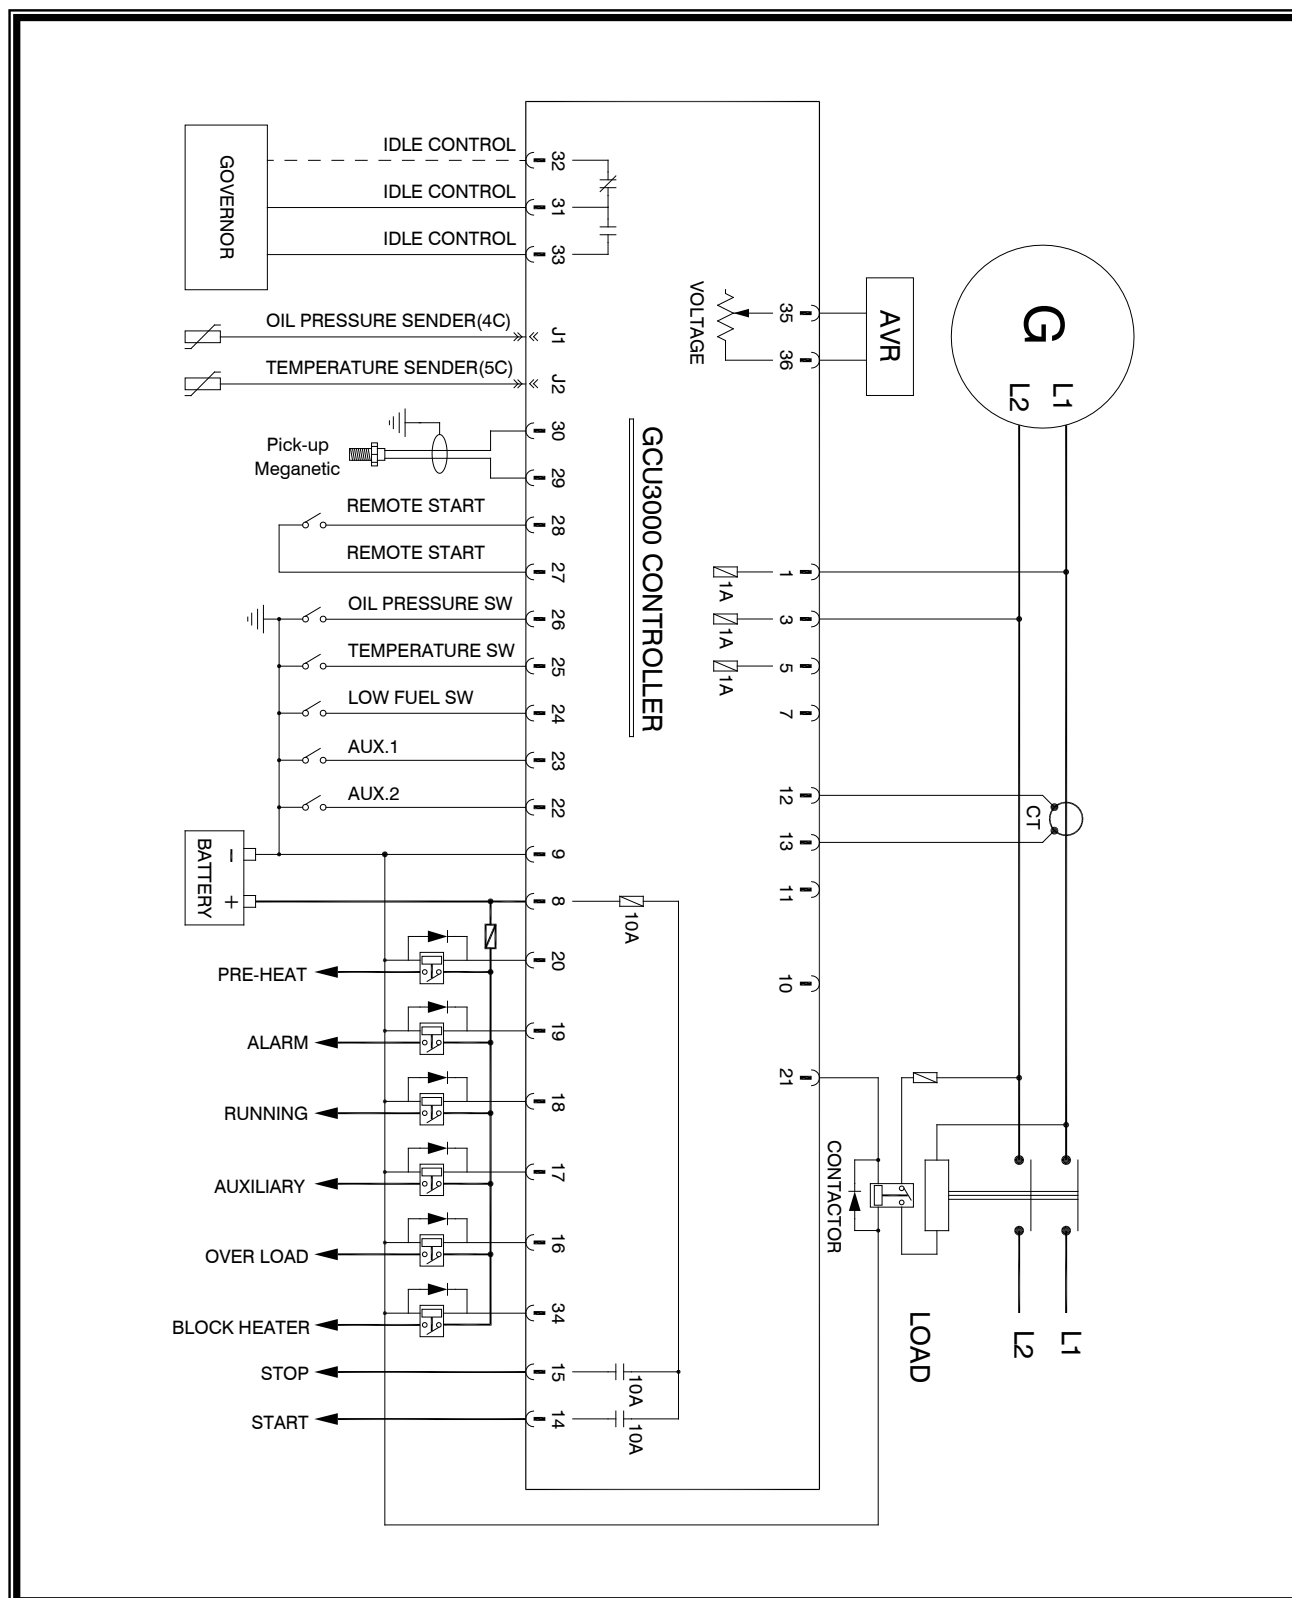 IDLE CONTROL
32
GOVERNOR
IDLE CONTROL
31
IDLE CONTROL
33
OIL PRESSURE SENDER(4C)
J1
TEMPERATURE SENDER(5C)
J2
VOLTAGE
35
36
AVR
G
L2
L1
30
Pick-up
Meganetic
29
GCU3000 CONTROLLER
REMOTE START
28
REMOTE START
27
OIL PRESSURE SW
26
TEMPERATURE SW
25
LOW FUEL SW
24
AUX.1
23
AUX.2
22
1
1A
3
1A
5
1A
7
12
CT
13
11
10
21
BATTERY
−
+
9
8
10A
PRE-HEAT
20
ALARM
19
RUNNING
18
AUXILIARY
17
OVER LOAD
16
BLOCK HEATER
34
STOP
15
10A
START
14
10A
CONTACTOR
LOAD
L2
L1